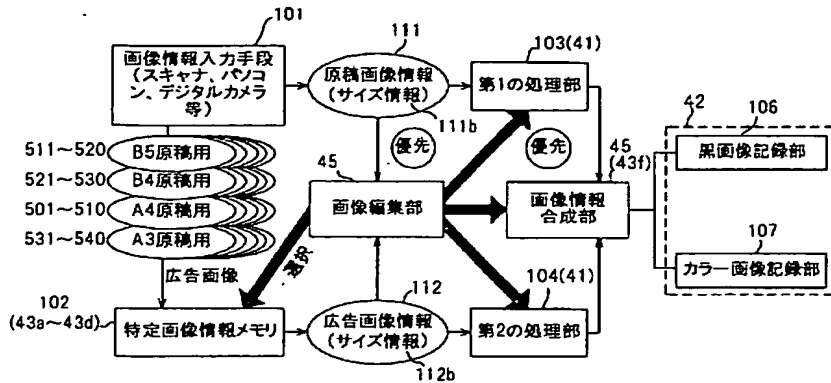 101
画像情報入力手段
(スキャナ、パソコ
ン、デジタルカメラ
等)
111
原稿画像情報
(サイズ情報)
111b
103(41)
第1の処理部
511〜520
B5原稿用
521〜530
B4原稿用
501〜510
A4原稿用
531〜540
A3原稿用
優先
優先
45
画像編集部
45
(43f)
画像情報
合成部
42
106
黒画像記録部
107
カラー画像記録部
広告画像
選択
102
(43a〜43d)
特定画像情報メモリ
112
広告画像情報
(サイズ情報)
112b
104(41)
第2の処理部